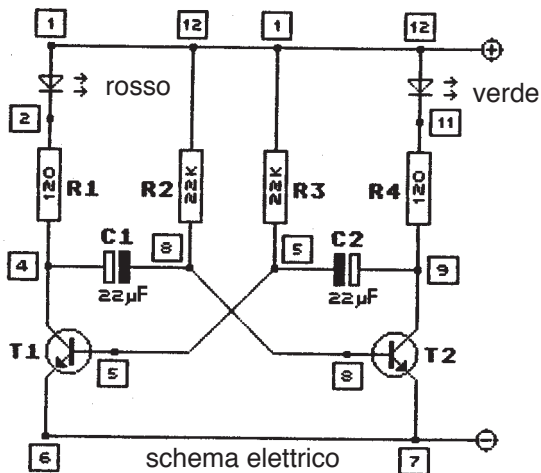 1 12 1 12
+
rosso
verde
2
11
120 R1 R2 22K 22K R3 R4 120
C1 8 5 C2
4
9
22µF 22µF
T1 T2
5 8
-
6 schema elettrico 7